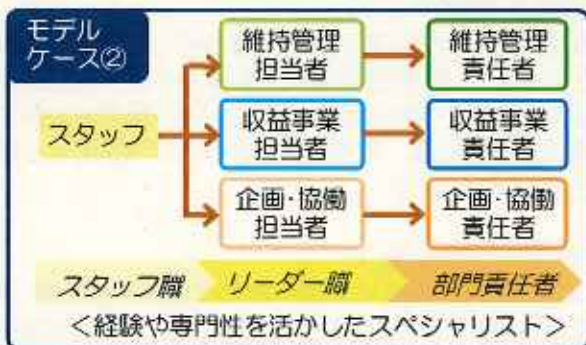 モデル
ケース(②)
維持管理
担当者
維持管理
責任者
スタッフ
収益事業
担当者
収益事業
責任者
企画・協働
担当者
企画・協働
責任者
スタッフ職
リーダー職
部門責任者
＜経験や専門性を活かしたスペシャリスト＞